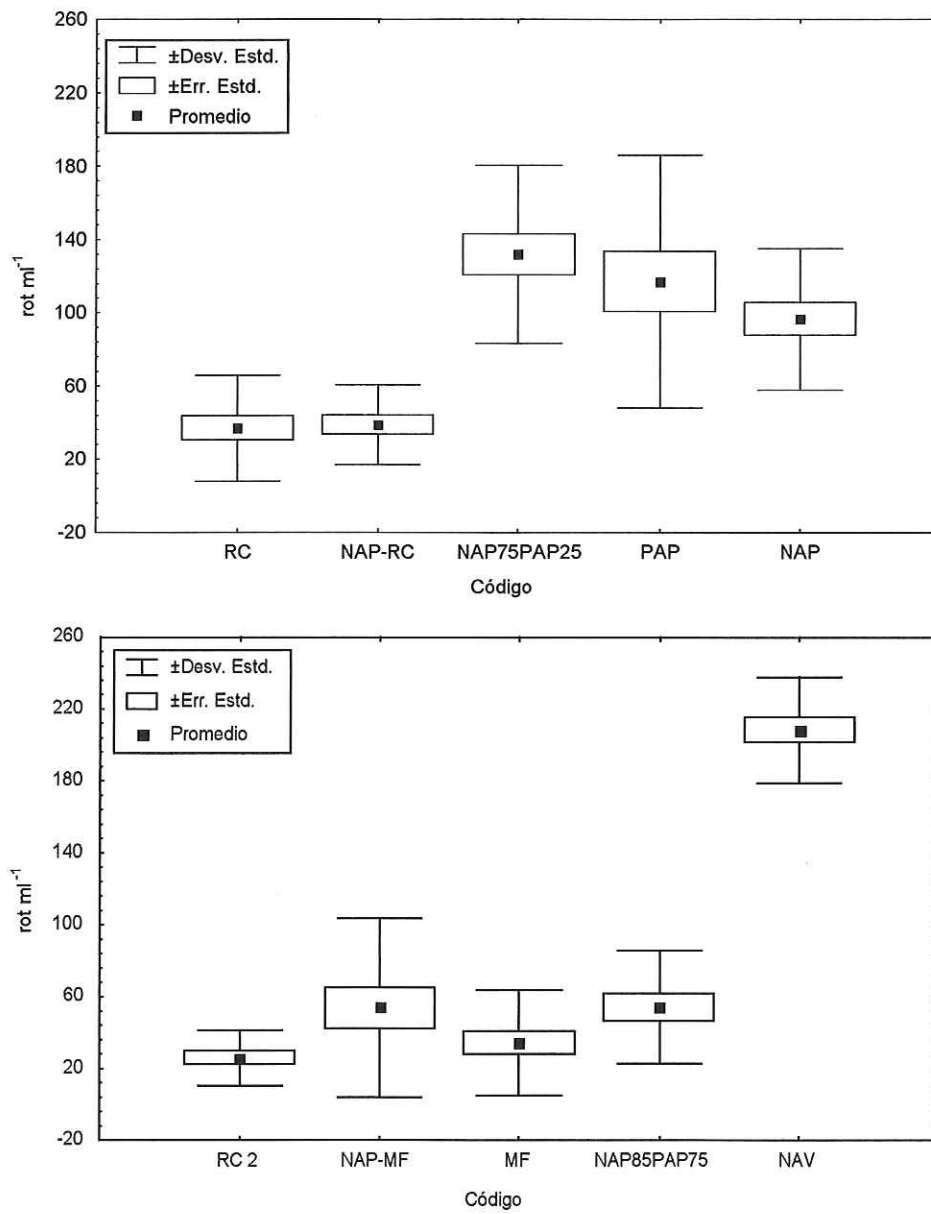 260
220
180
140
100
60
20
-20
rot ml⁻¹
±Desv. Estd.
±Err. Estd.
Promedio
RC NAP-RC NAP75PAP25 PAP NAP
Código
260
220
180
140
100
60
20
-20
rot ml⁻¹
±Desv. Estd.
±Err. Estd.
Promedio
RC 2 NAP-MF MF NAP85PAP75 NAV
Código